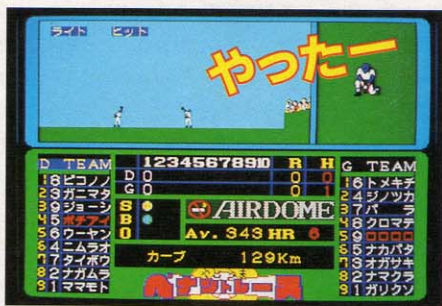 ライト ヒット
やったー
D TEAM
1 8 ピコノノ
2 3 ガニマタ
3 9 ジョーシ
4 5 ポチアイ
5 6 ウーヤン
6 4 ニムラオ
7 7 タイボウ
8 2 ナガムラ
9 1 ママモト
1 2 3 4 5 6 7 8 9 10 R H
D 0 0 0
G 0 0 1
S
B
O
AIRDOME
Av. 343 HR 6
カーブ 129Km
G TEAM
1 6 トメキチ
2 4 ジノツカ
3 7 バーラ
4 8 クロマテ
5 9 ロロロロ
6 5 ナカパタ
7 3 オガサキ
8 2 ナマクラ
9 1 ガリクソ